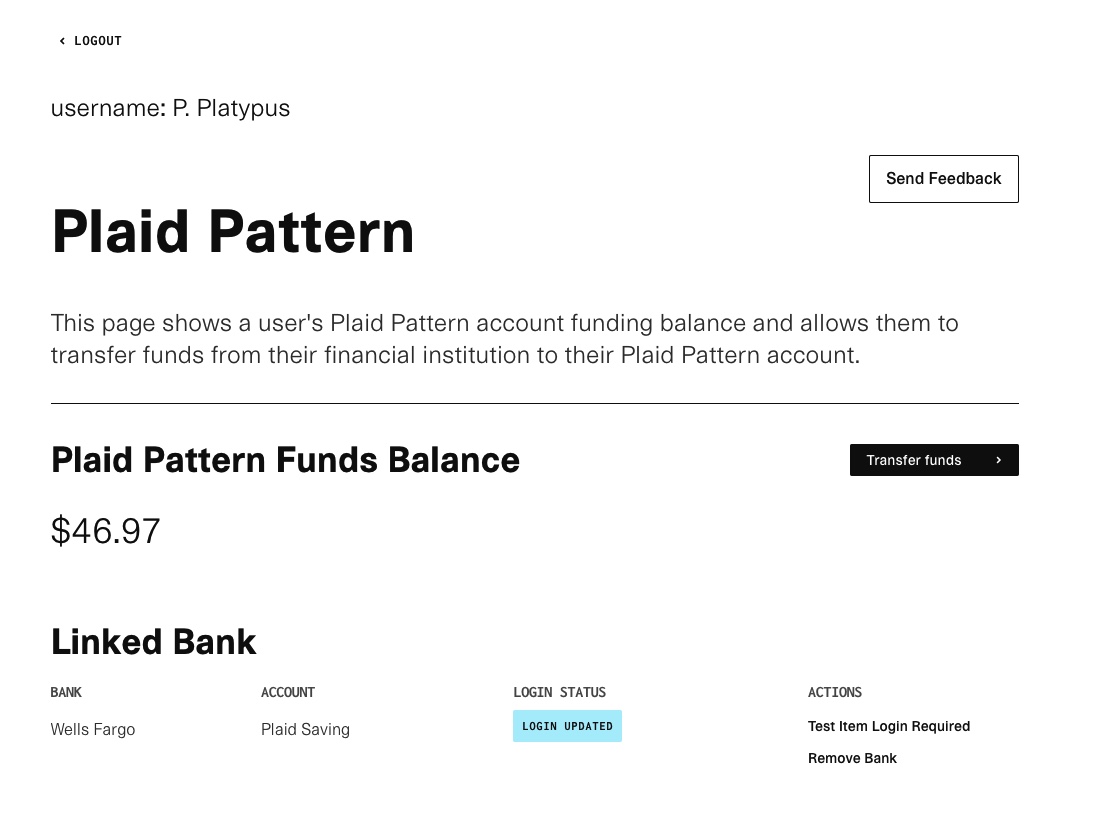 ‹ LOGOUT
username: P. Platypus
Send Feedback
Plaid Pattern
This page shows a user's Plaid Pattern account funding balance and allows them to
transfer funds from their financial institution to their Plaid Pattern account.
Plaid Pattern Funds Balance
Transfer funds ›
$46.97
Linked Bank
BANK ACCOUNT LOGIN STATUS ACTIONS
Wells Fargo Plaid Saving LOGIN UPDATED Test Item Login Required
Remove Bank